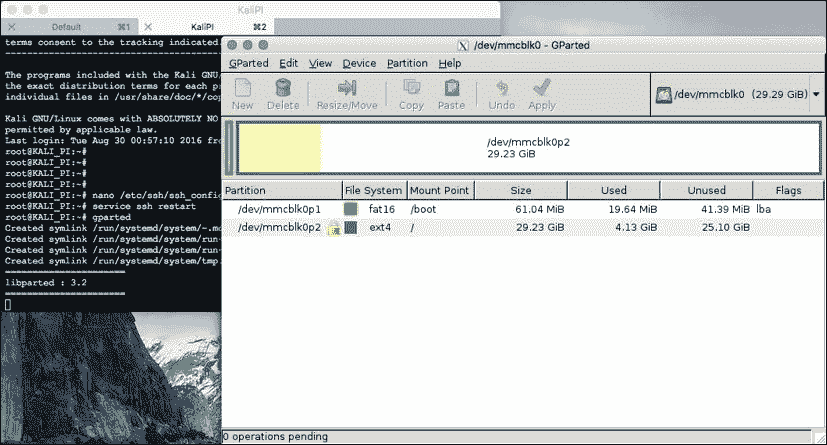 KaliPI
Default ⌘1
KaliPI ⌘2
terms consent to the tracking indicated.
The programs included with the Kali GNU/
the exact distribution terms for each pr
individual files in /usr/share/doc/*/cop
Kali GNU/Linux comes with ABSOLUTELY NO
permitted by applicable law.
Last login: Tue Aug 30 00:57:10 2016 fro
root@KALI_PI:~#
root@KALI_PI:~#
root@KALI_PI:~#
root@KALI_PI:~#
root@KALI_PI:~# nano /etc/ssh/ssh_config
root@KALI_PI:~# service ssh restart
root@KALI_PI:~# gparted
Created symlink /run/systemd/system/-.mo
Created symlink /run/systemd/system/run-
Created symlink /run/systemd/system/run-
Created symlink /run/systemd/system/tmp.
======================
libparted : 3.2
======================
/dev/mmcblk0 - GParted
GParted Edit View Device Partition Help
New Delete Resize/Move Copy Paste Undo Apply
/dev/mmcblk0 (29.29 GiB)
/dev/mmcblk0p2
29.23 GiB
Partition File System Mount Point Size Used Unused Flags
/dev/mmcblk0p1 fat16 /boot 61.04 MiB 19.64 MiB 41.39 MiB lba
/dev/mmcblk0p2 ext4 / 29.23 GiB 4.13 GiB 25.10 GiB
0 operations pending